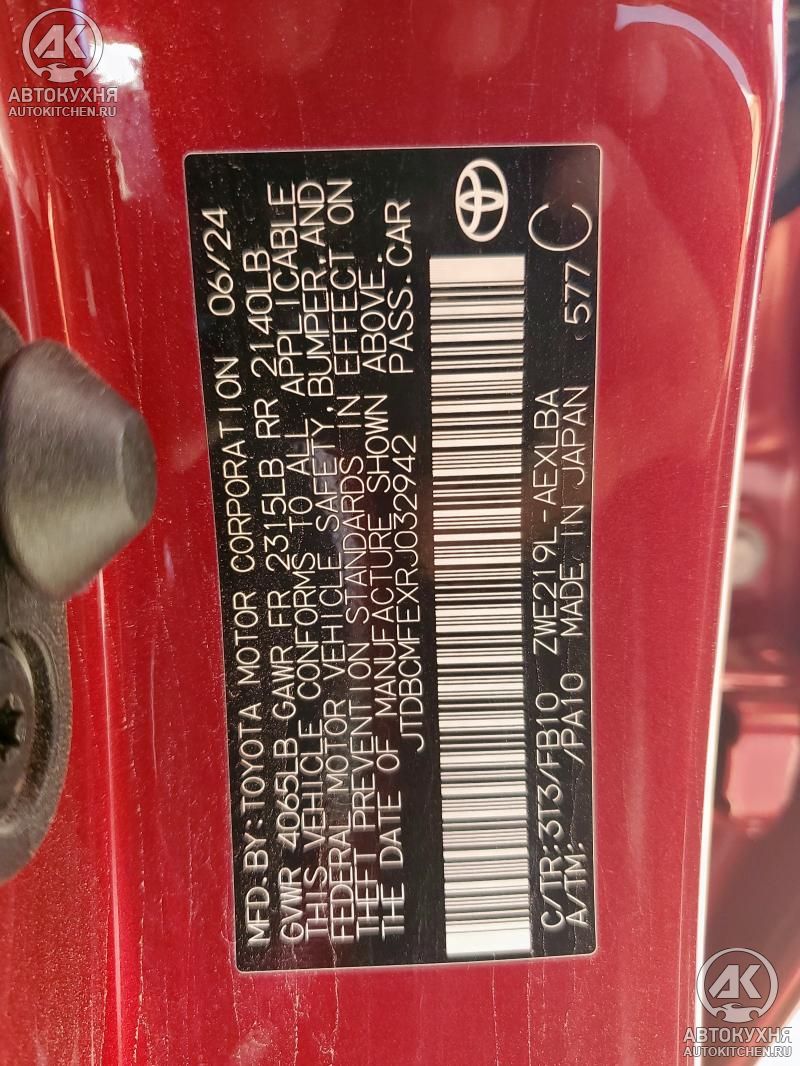 AK
АВТОКУХНЯ
AUTOKITCHEN.RU
MFD.BY:TOYOTA MOTOR CORPORATION 06/24
GVWR 4065LB GAWR FR 2315LB RR 2140LB
THIS VEHICLE CONFORMS TO ALL APPLICABLE
FEDERAL MOTOR VEHICLE SAFETY,BUMPER,AND
THEFT PREVENTION STANDARDS IN EFFECT ON
THE DATE OF MANUFACTURE SHOWN ABOVE.
JTDBCMFEXRJ032942 PASS.CAR
C/TR:3T3/FB10 ZWE219L-AEXLBA
A/TM: /PA10 MADE IN JAPAN 577 C
AK
АВТОКУХНЯ
AUTOKITCHEN.RU